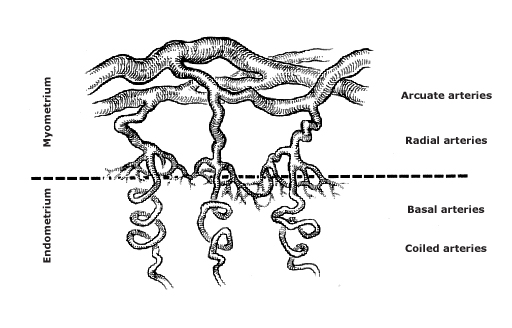 Myometrium
Endometrium
Arcuate arteries
Radial arteries
Basal arteries
Coiled arteries